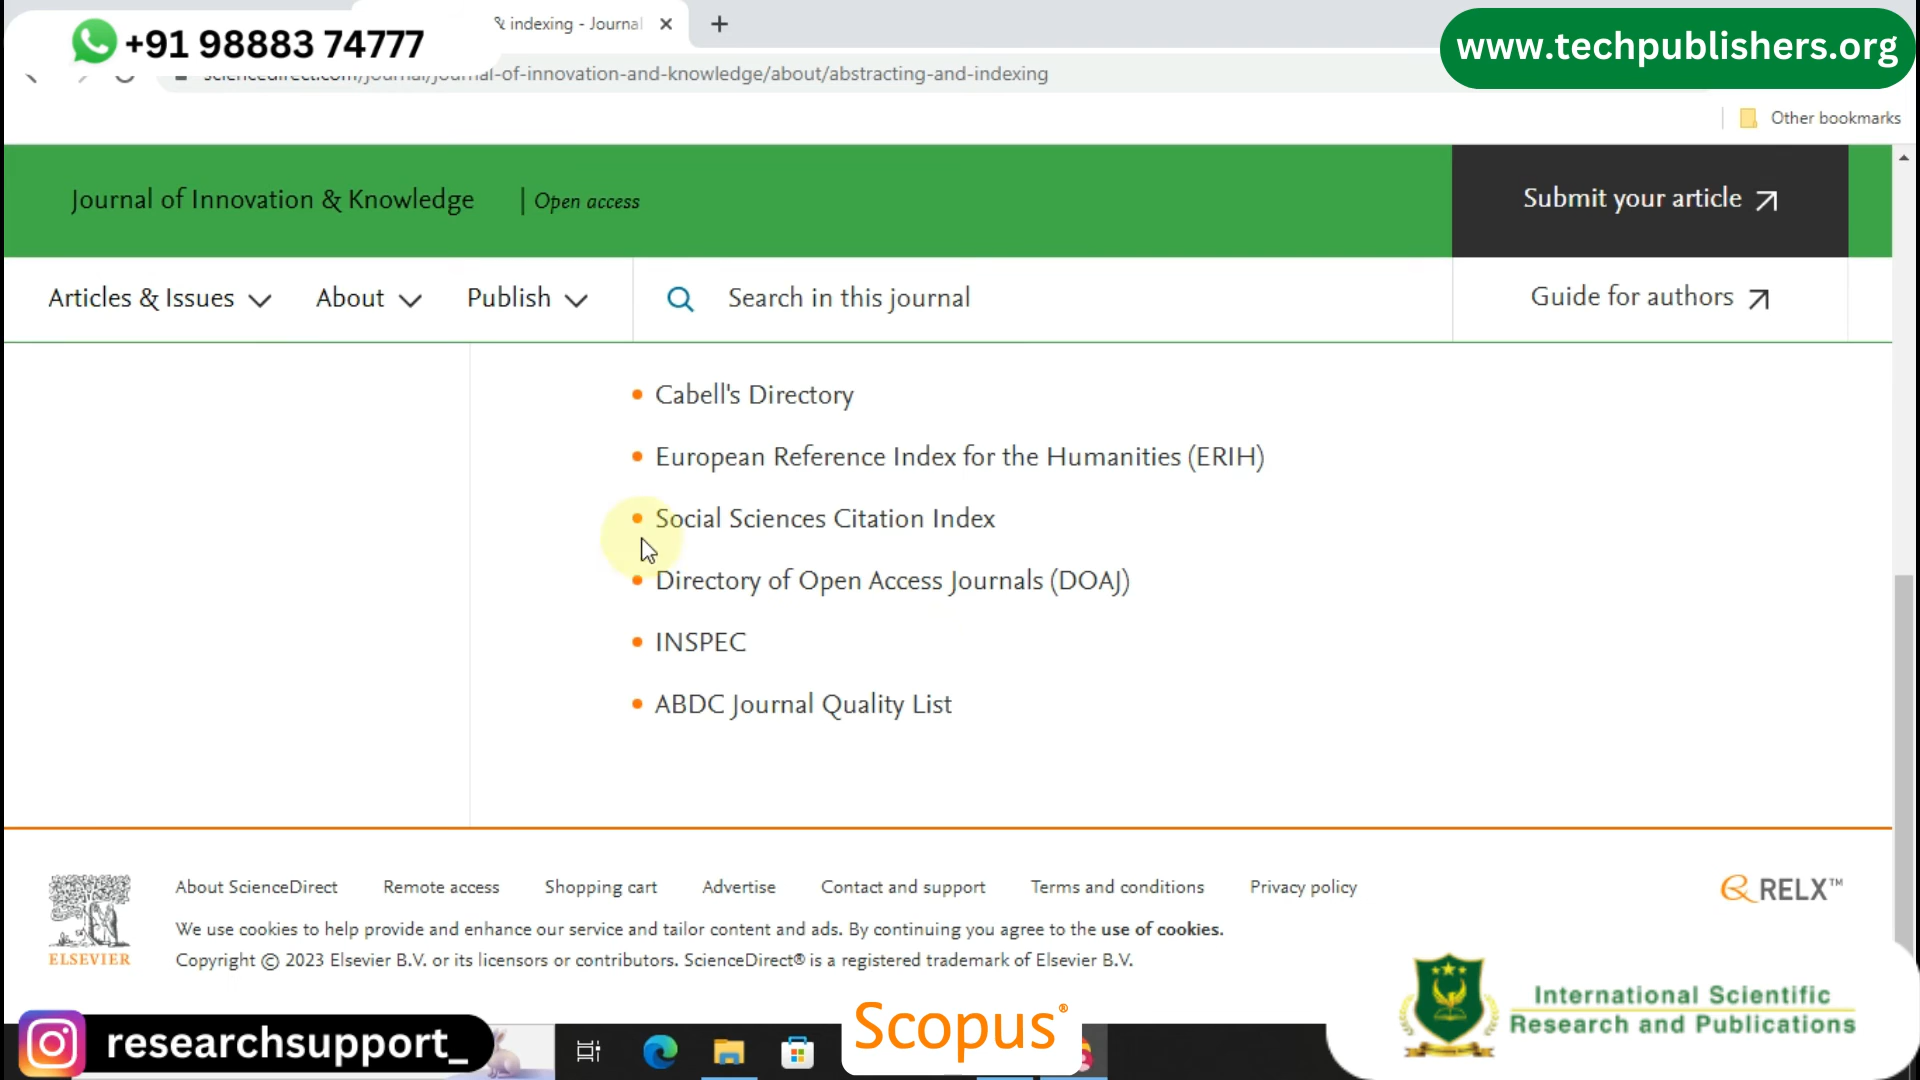 & indexing - Journal
+91 98883 74777
www.techpublishers.org
sciencedirect.com/journal/journal-of-innovation-and-knowledge/about/abstracting-and-indexing
Other bookmarks
Journal of Innovation & Knowledge | Open access
Submit your article
Articles & Issues About Publish Search in this journal Guide for authors
• Cabell's Directory
• European Reference Index for the Humanities (ERIH)
• Social Sciences Citation Index
• Directory of Open Access Journals (DOAJ)
• INSPEC
• ABDC Journal Quality List
About ScienceDirect Remote access Shopping cart Advertise Contact and support Terms and conditions Privacy policy
RELX™
We use cookies to help provide and enhance our service and tailor content and ads. By continuing you agree to the use of cookies.
ELSEVIER
Copyright © 2023 Elsevier B.V. or its licensors or contributors. ScienceDirect® is a registered trademark of Elsevier B.V.
International Scientific
Research and Publications
Scopus®
researchsupport_